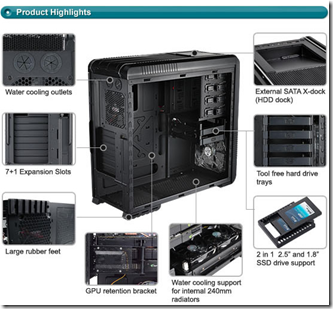 Product Highlights
Water cooling outlets
External SATA X-dock
(HDD dock)
7+1 Expansion Slots
Tool free hard drive
trays
Large rubber feet
GPU retention bracket
Water cooling support
for internal 240mm
radiators
2 in 1 2.5" and 1.8"
SSD drive support